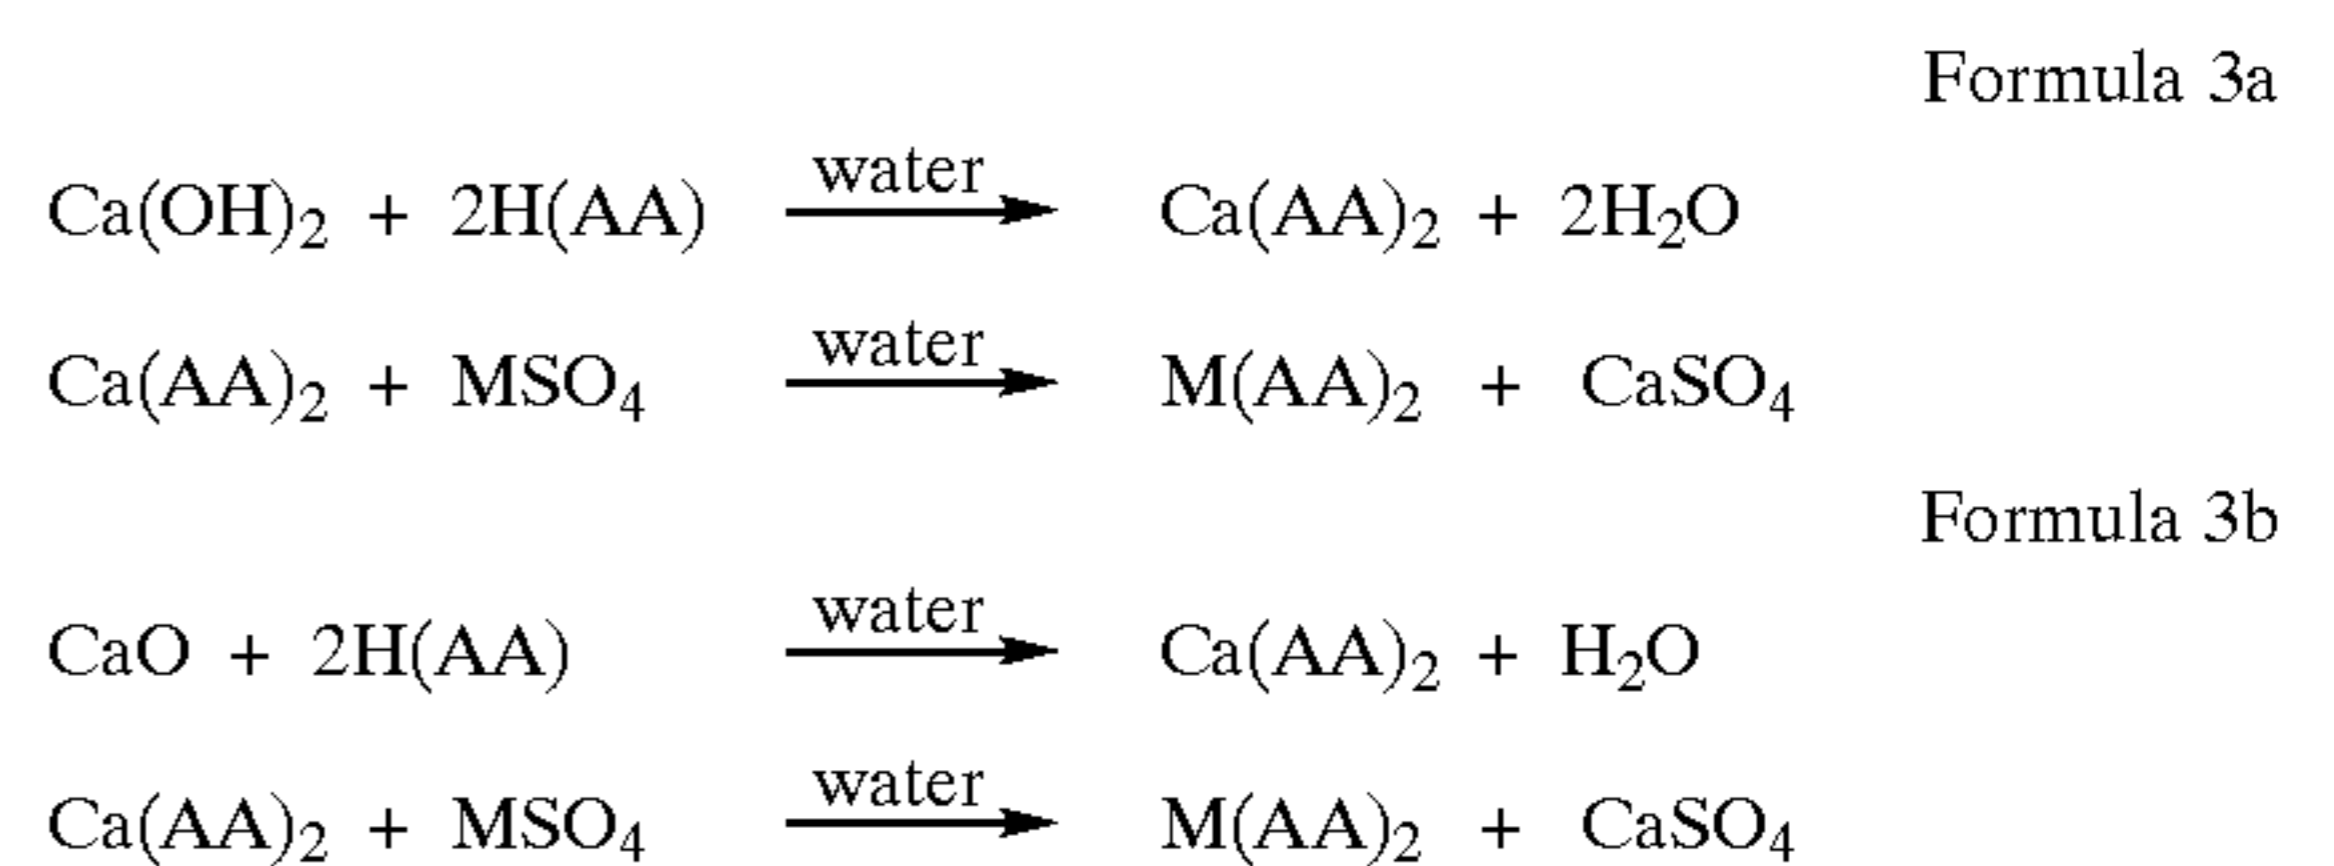 Formula 3a
Ca(OH)₂ + 2H(AA) water → Ca(AA)₂ + 2H₂O
Ca(AA)₂ + MSO₄ water → M(AA)₂ + CaSO₄
Formula 3b
CaO + 2H(AA) water → Ca(AA)₂ + H₂O
Ca(AA)₂ + MSO₄ water → M(AA)₂ + CaSO₄